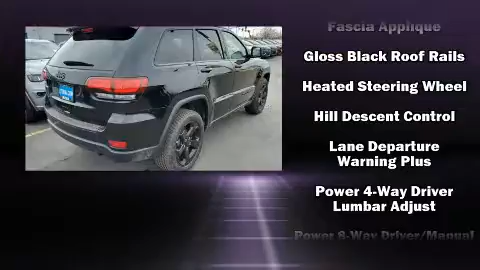 Fascia Applique
Gloss Black Roof Rails
Heated Steering Wheel
Hill Descent Control
Lane Departure
Warning Plus
Power 4-Way Driver
Lumbar Adjust
Power 8-Way Driver/Manual